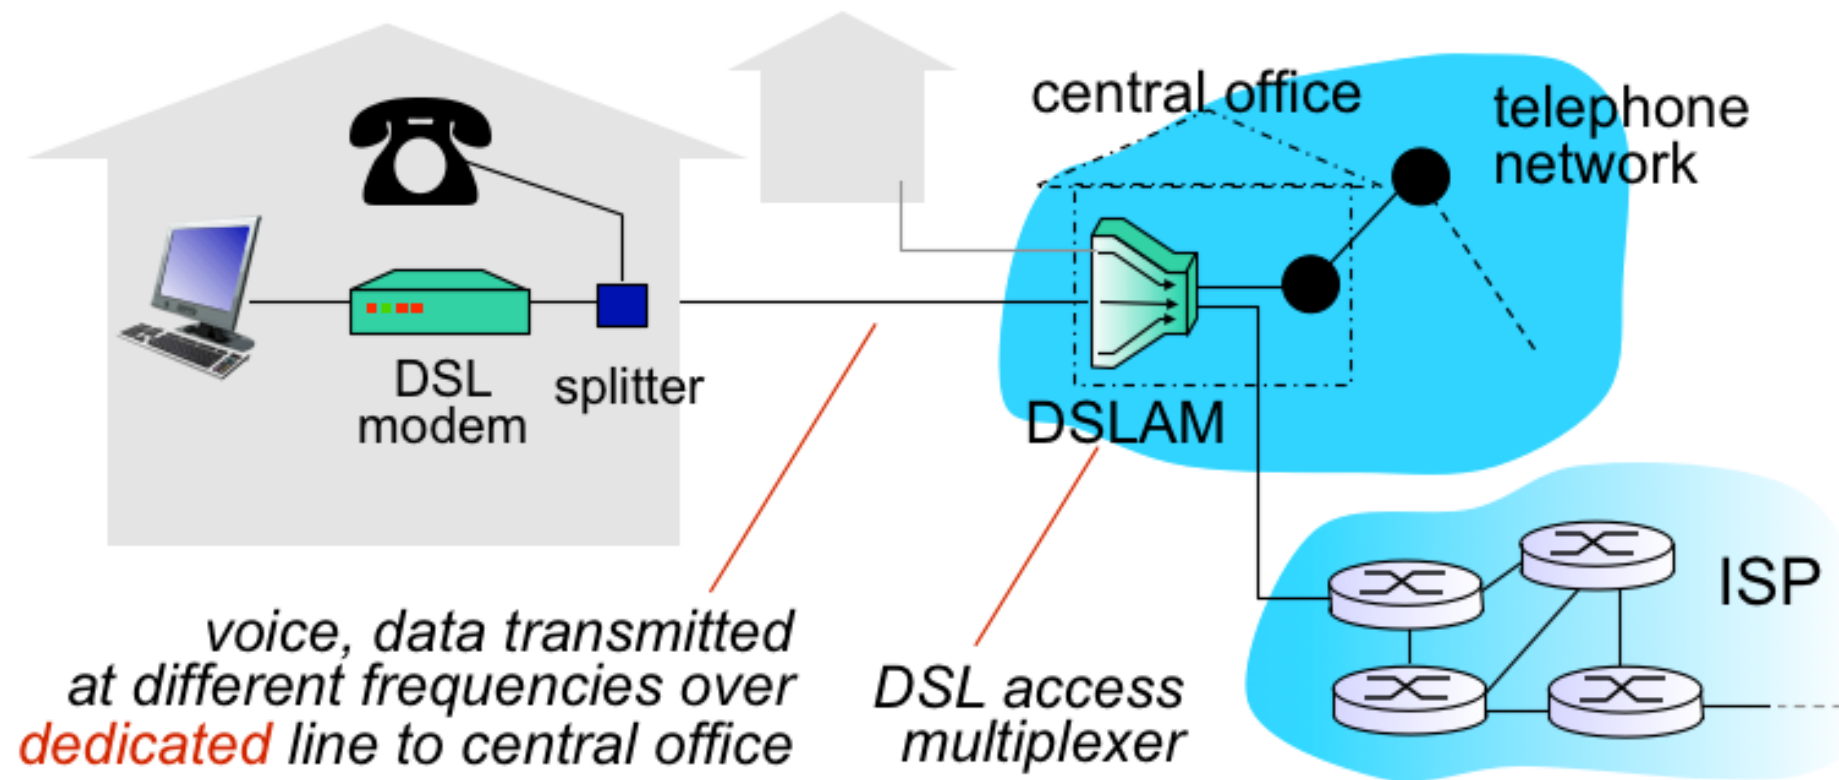 central office
telephone
network
DSL
modem
splitter
DSLAM
ISP
voice, data transmitted
at different frequencies over
dedicated line to central office
DSL access
multiplexer